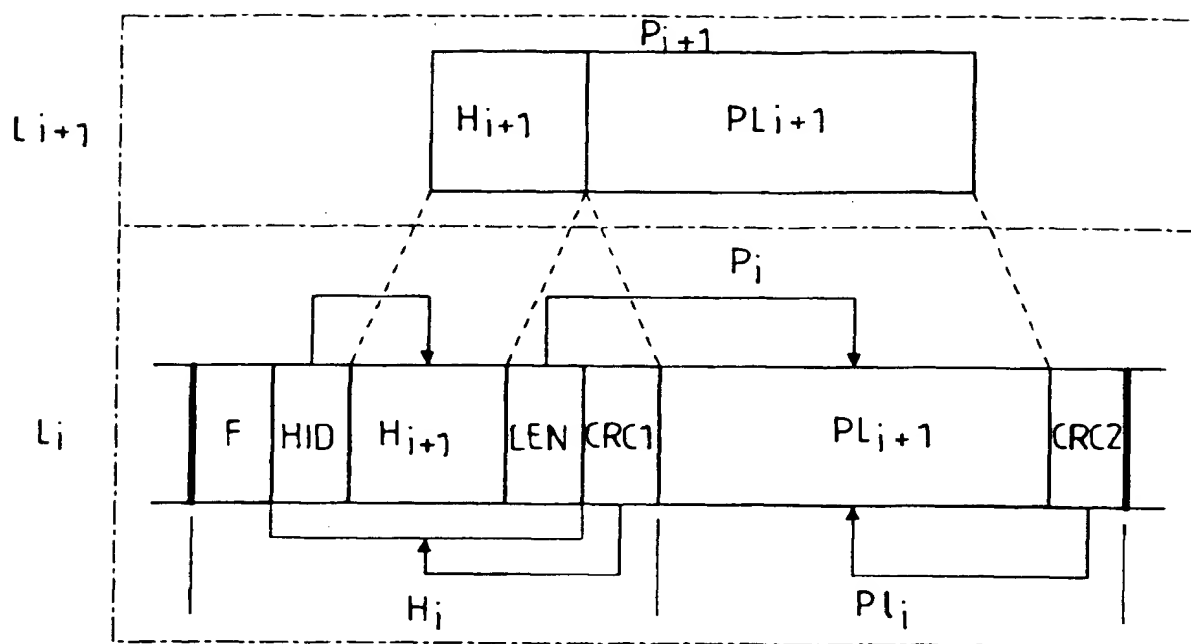 P_{i+1}
L_{i+1} H_{i+1} PL_{i+1}
P_i
L_i F HID H_{i+1} LEN CRC1 PL_{i+1} CRC2
H_i Pl_i